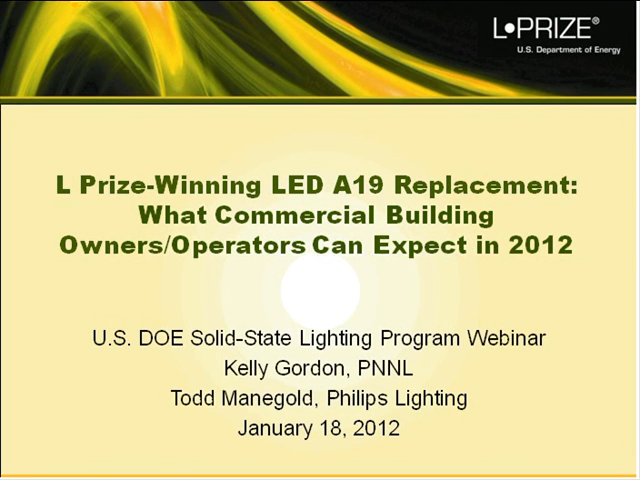 L·PRIZE®
U.S. Department of Energy
L Prize-Winning LED A19 Replacement:
What Commercial Building
Owners/Operators Can Expect in 2012
U.S. DOE Solid-State Lighting Program Webinar
Kelly Gordon, PNNL
Todd Manegold, Philips Lighting
January 18, 2012